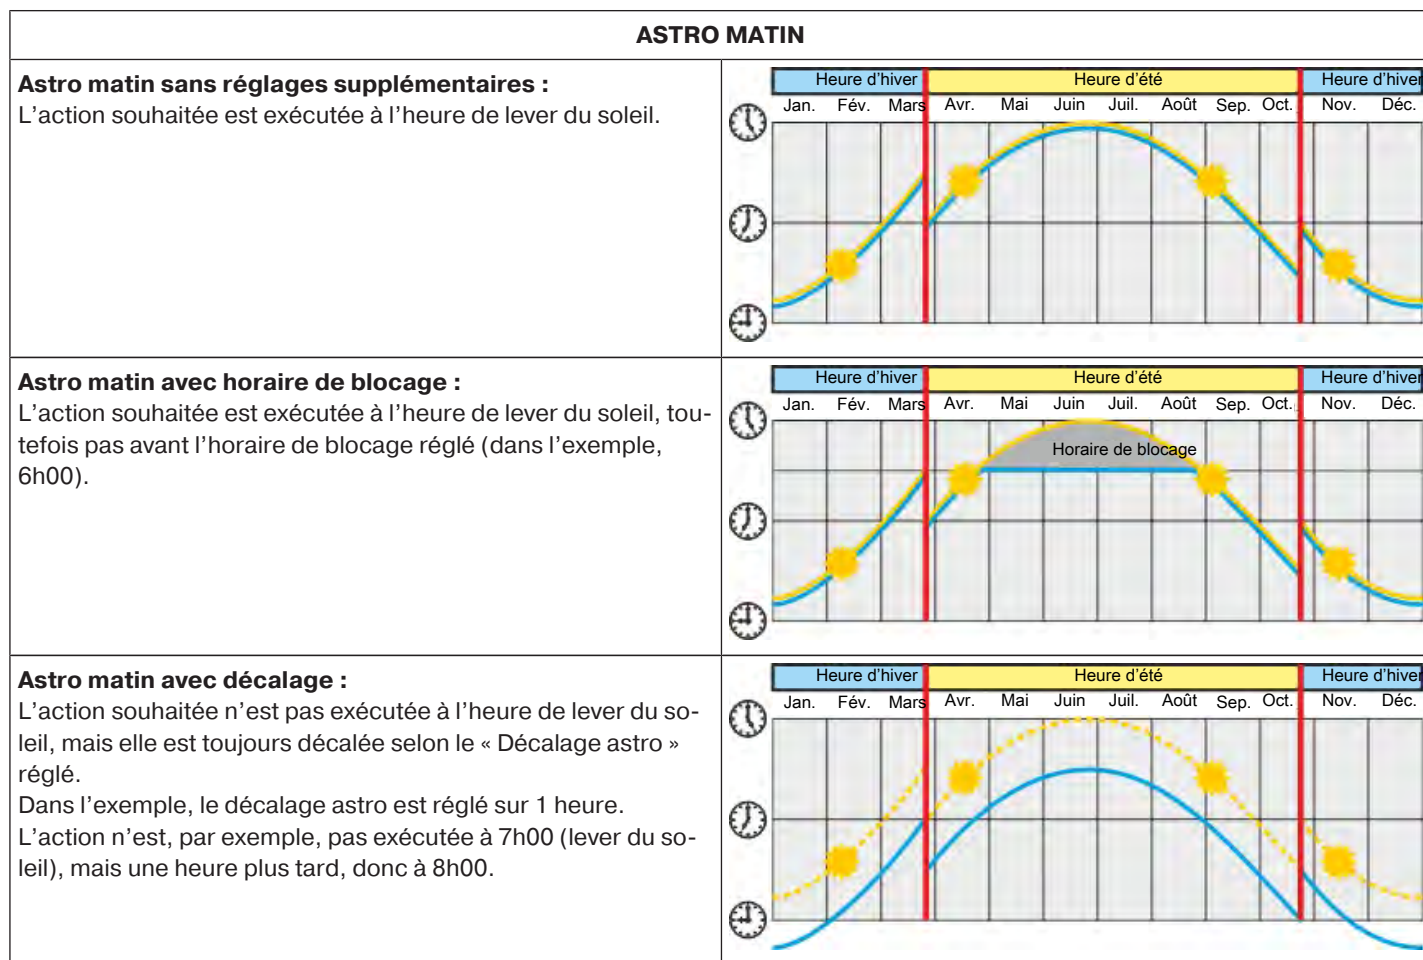 ASTRO MATIN
Astro matin sans réglages supplémentaires :
L'action souhaitée est exécutée à l'heure de lever du soleil.
Heure d'hiver Heure d'été Heure d'hiver
Jan. Fév. Mars Avr. Mai Juin Juil. Août Sep. Oct. Nov. Déc.
Astro matin avec horaire de blocage :
L'action souhaitée est exécutée à l'heure de lever du soleil, tou-
tefois pas avant l'horaire de blocage réglé (dans l'exemple,
6h00).
Heure d'hiver Heure d'été Heure d'hiver
Jan. Fév. Mars Avr. Mai Juin Juil. Août Sep. Oct. Nov. Déc.
Horaire de blocage
Astro matin avec décalage :
L'action souhaitée n'est pas exécutée à l'heure de lever du so-
leil, mais elle est toujours décalée selon le « Décalage astro »
réglé.
Dans l'exemple, le décalage astro est réglé sur 1 heure.
L'action n'est, par exemple, pas exécutée à 7h00 (lever du so-
leil), mais une heure plus tard, donc à 8h00.
Heure d'hiver Heure d'été Heure d'hiver
Jan. Fév. Mars Avr. Mai Juin Juil. Août Sep. Oct. Nov. Déc.